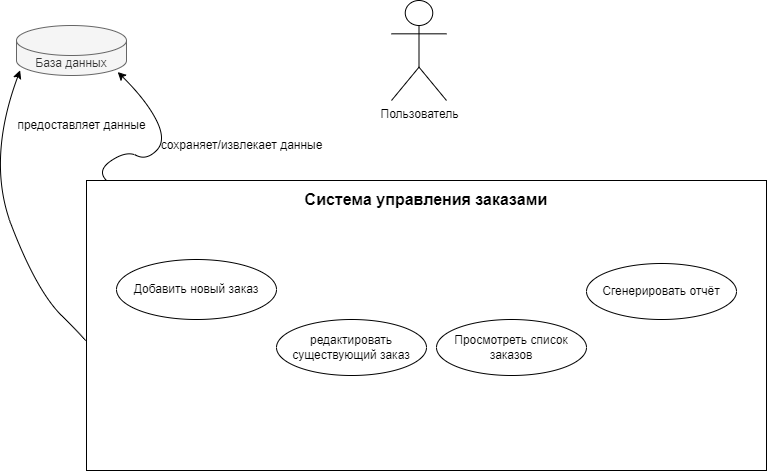 База данных
Пользователь
предоставляет данные
сохраняет/извлекает данные
Система управления заказами
Добавить новый заказ
Сгенерировать отчёт
редактировать
существующий заказ
Просмотреть список
заказов